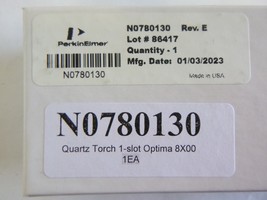 N0780130 Rev. E
Lot # 86417
Quantity - 1
Mfg. Date: 01/03/2023
PerkinElmer
N0780130
Made in USA
N0780130
Quartz Torch 1-slot Optima 8X00
1EA